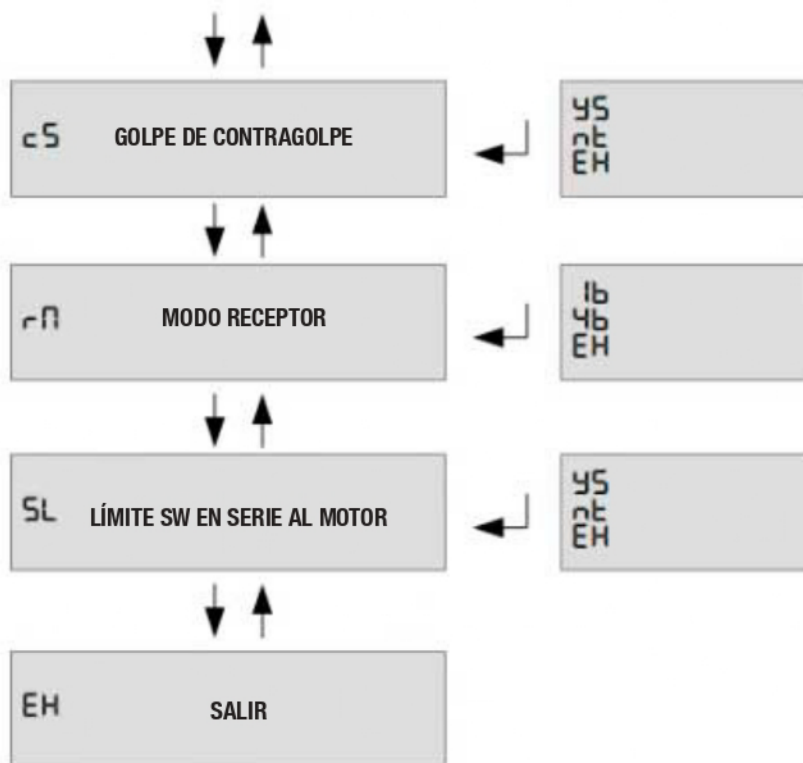 cS GOLPE DE CONTRAGOLPE
YS
nt
EH
rM MODO RECEPTOR
1b
4b
EH
SL LÍMITE SW EN SERIE AL MOTOR
YS
nt
EH
EH SALIR